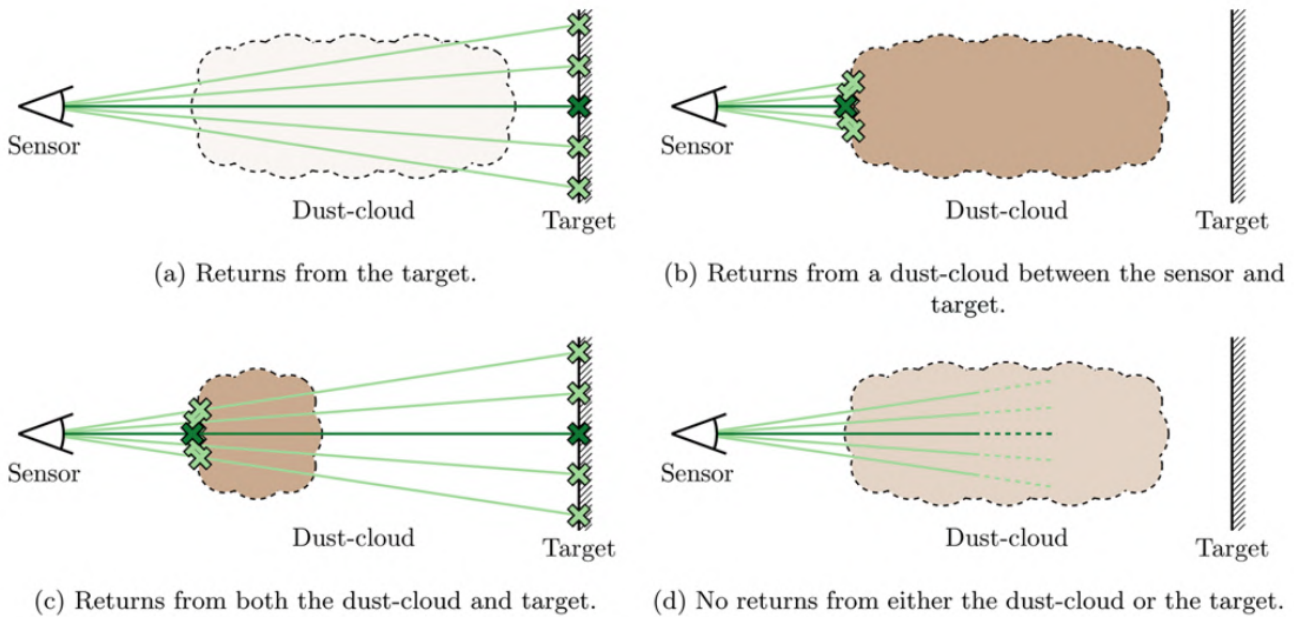 Sensor
Dust-cloud
Target
(a) Returns from the target.
Sensor
Dust-cloud
Target
(b) Returns from a dust-cloud between the sensor and
target.
Sensor
Dust-cloud
Target
(c) Returns from both the dust-cloud and target.
Sensor
Dust-cloud
Target
(d) No returns from either the dust-cloud or the target.